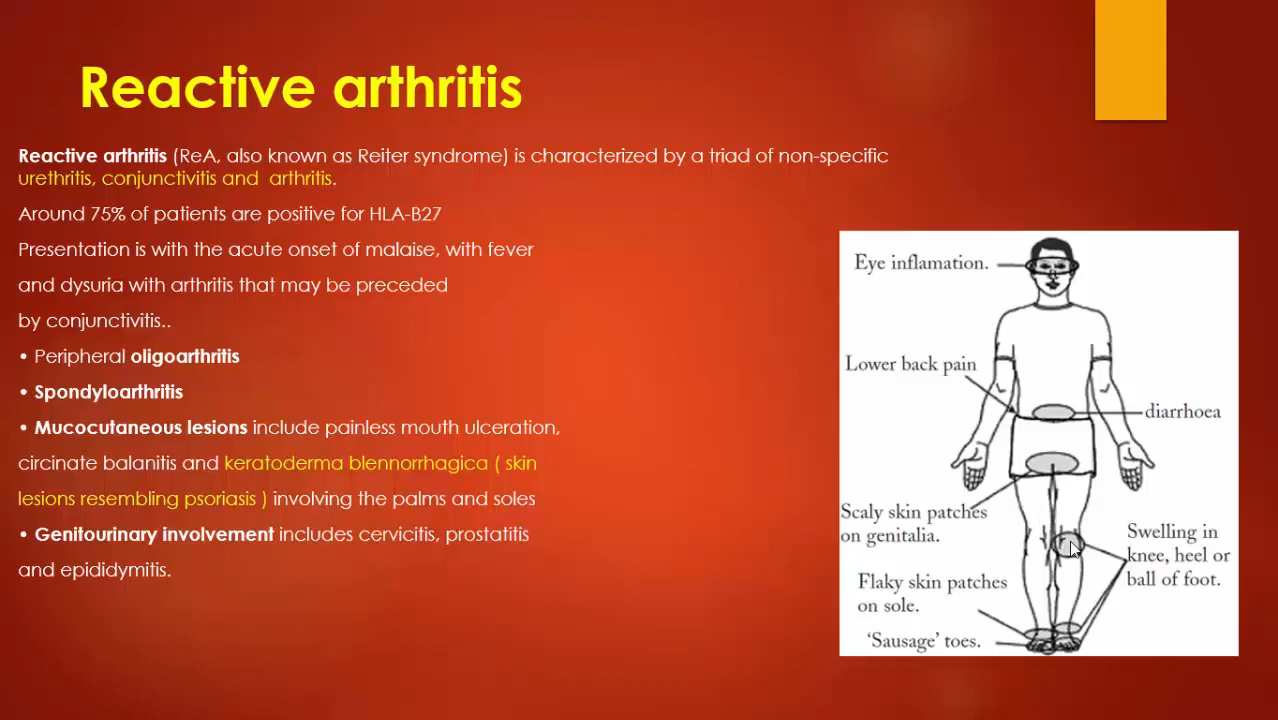 Reactive arthritis
Reactive arthritis (ReA, also known as Reiter syndrome) is characterized by a triad of non-specific
urethritis, conjunctivitis and  arthritis.
Around 75% of patients are positive for HLA-B27
Presentation is with the acute onset of malaise, with fever
and dysuria with arthritis that may be preceded
by conjunctivitis..
• Peripheral oligoarthritis
• Spondyloarthritis
• Mucocutaneous lesions include painless mouth ulceration,
circinate balanitis and keratoderma blennorrhagica ( skin
lesions resembling psoriasis ) involving the palms and soles
• Genitourinary involvement includes cervicitis, prostatitis
and epididymitis.
Eye inflamation.
Lower back pain
diarrhoea
Scaly skin patches
on genitalia.
Swelling in
knee, heel or
ball of foot.
Flaky skin patches
on sole.
‘Sausage’ toes.